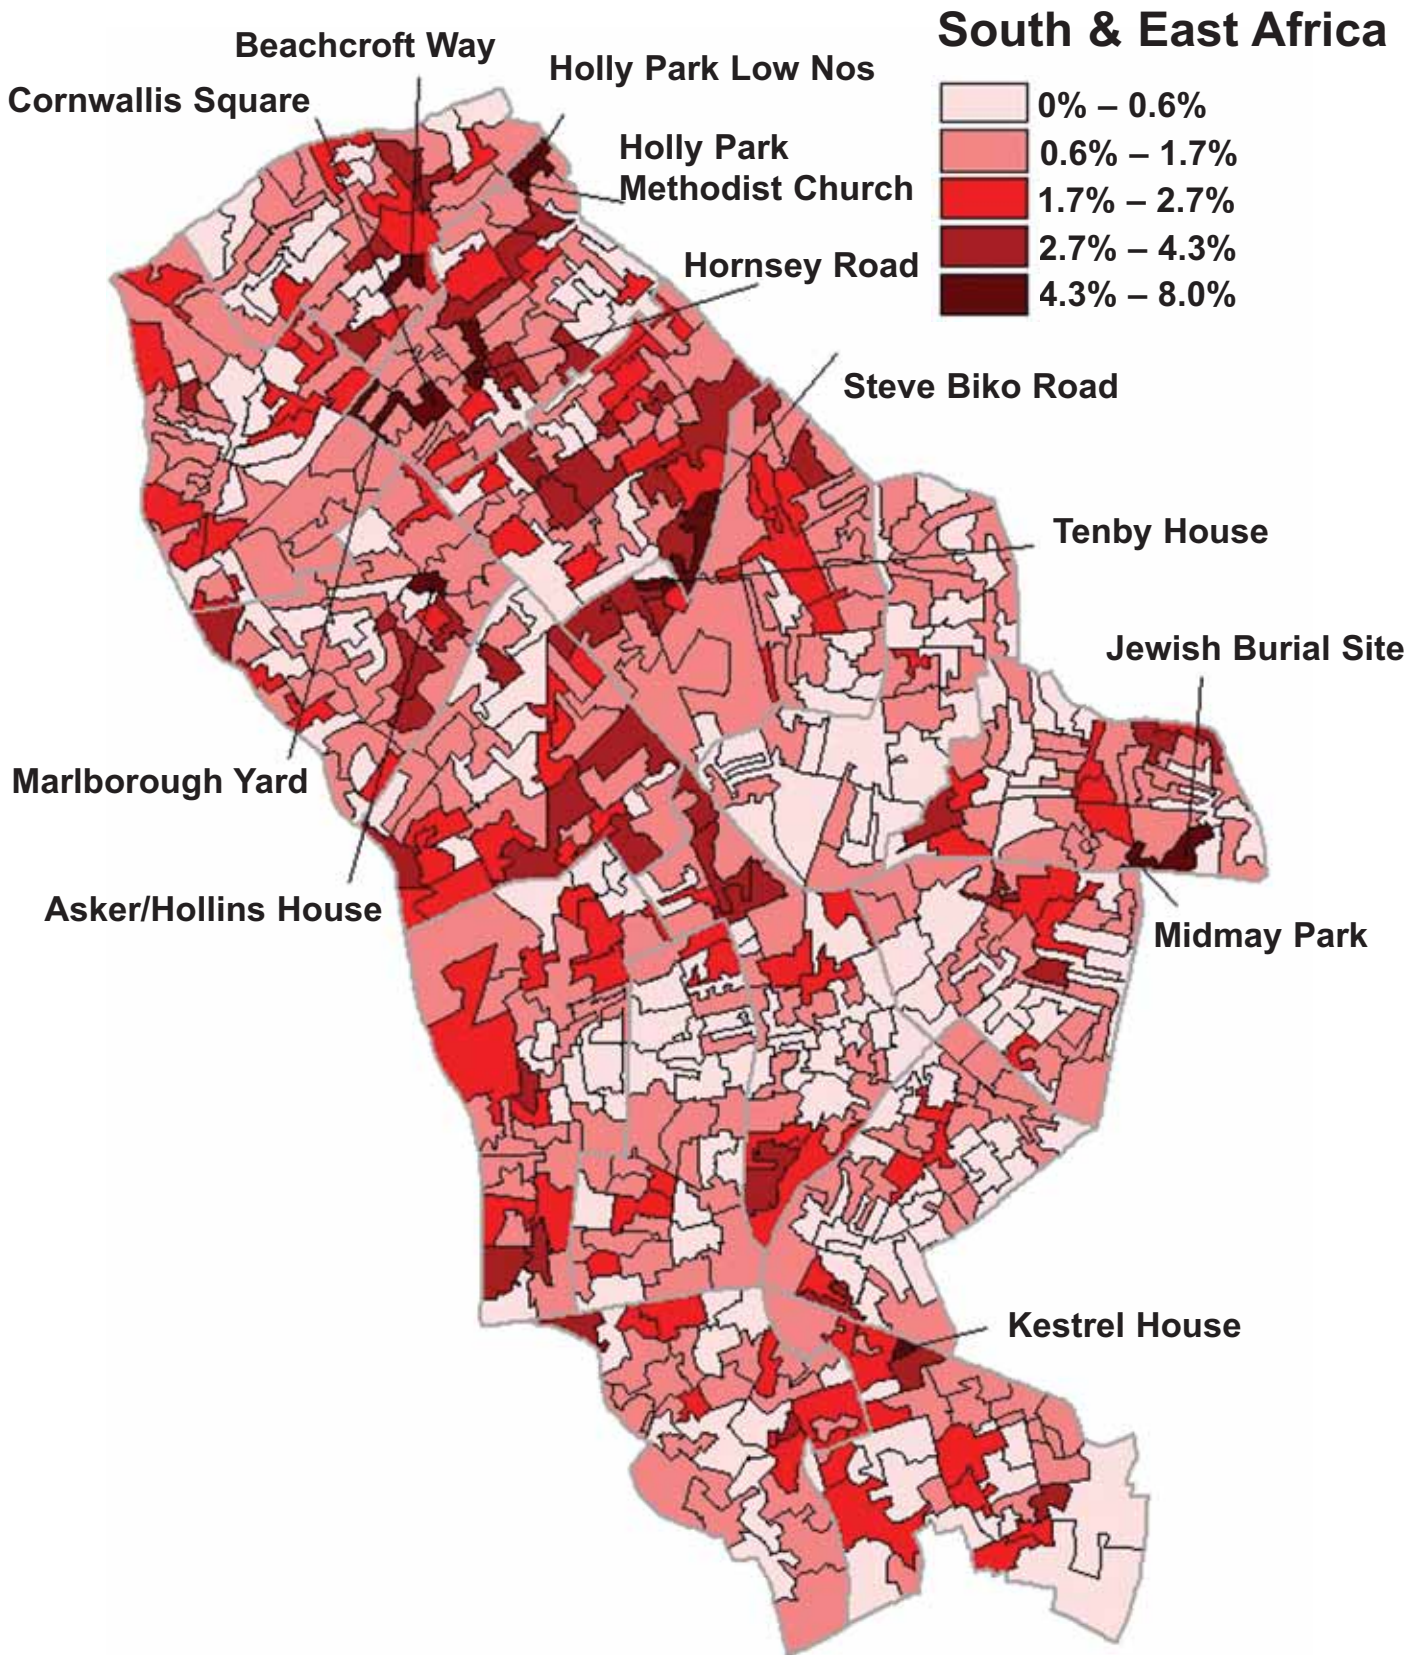 South & East Africa
0% – 0.6%
0.6% – 1.7%
1.7% – 2.7%
2.7% – 4.3%
4.3% – 8.0%
Beachcroft Way
Holly Park Low Nos
Cornwallis Square
Holly Park
Methodist Church
Hornsey Road
Steve Biko Road
Tenby House
Jewish Burial Site
Marlborough Yard
Asker/Hollins House
Midmay Park
Kestrel House